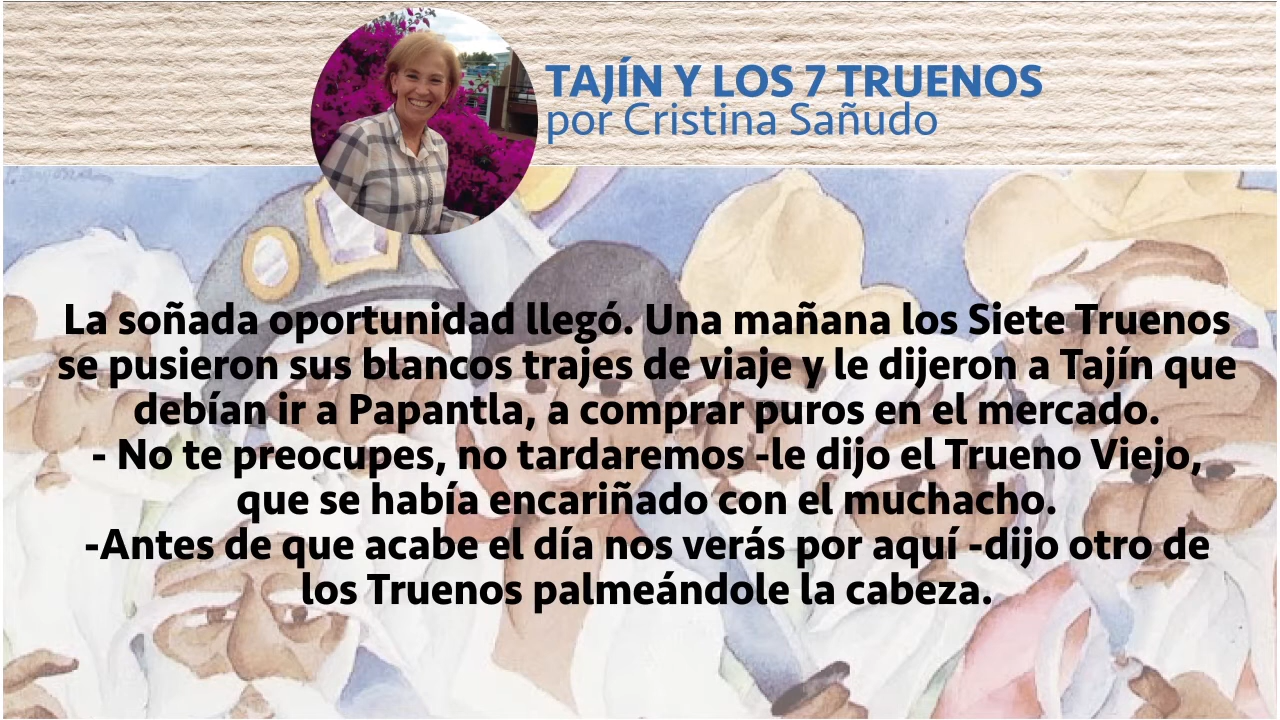 TAJÍN Y LOS 7 TRUENOS
por Cristina Sañudo
La soñada oportunidad llegó. Una mañana los Siete Truenos
se pusieron sus blancos trajes de viaje y le dijeron a Tajín que
debían ir a Papantla, a comprar puros en el mercado.
- No te preocupes, no tardaremos -le dijo el Trueno Viejo,
que se había encariñado con el muchacho.
-Antes de que acabe el día nos verás por aquí -dijo otro de
los Truenos palmeándole la cabeza.